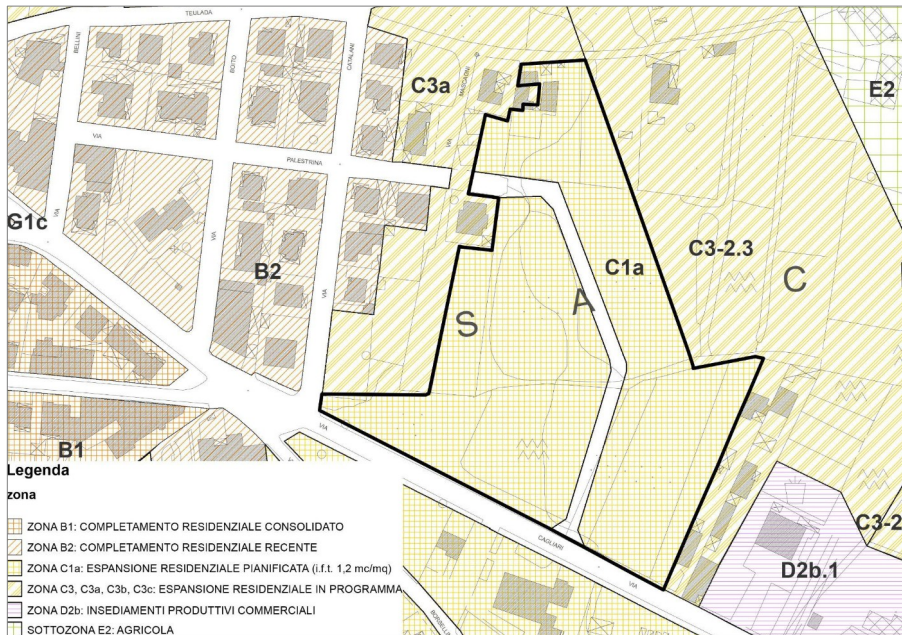 TEULADA
BELLINI
BOITO
CATALANI
C3a
MASCAGNI
E2
VIA
VIA
PALESTRINA
G1c
VIA
VIA
VIA
B2
C1a
C3-2.3
C
A
S
B1
VIA
CAGLIARI
VIA
C3-2
D2b.1
Legenda
zona
ZONA B1: COMPLETAMENTO RESIDENZIALE CONSOLIDATO
ZONA B2: COMPLETAMENTO RESIDENZIALE RECENTE
ZONA C1a: ESPANSIONE RESIDENZIALE PIANIFICATA (i.f.t. 1,2 mc/mq)
ZONA C3, C3a, C3b, C3c: ESPANSIONE RESIDENZIALE IN PROGRAMMA
ZONA D2b: INSEDIAMENTI PRODUTTIVI COMMERCIALI
SOTTOZONA E2: AGRICOLA